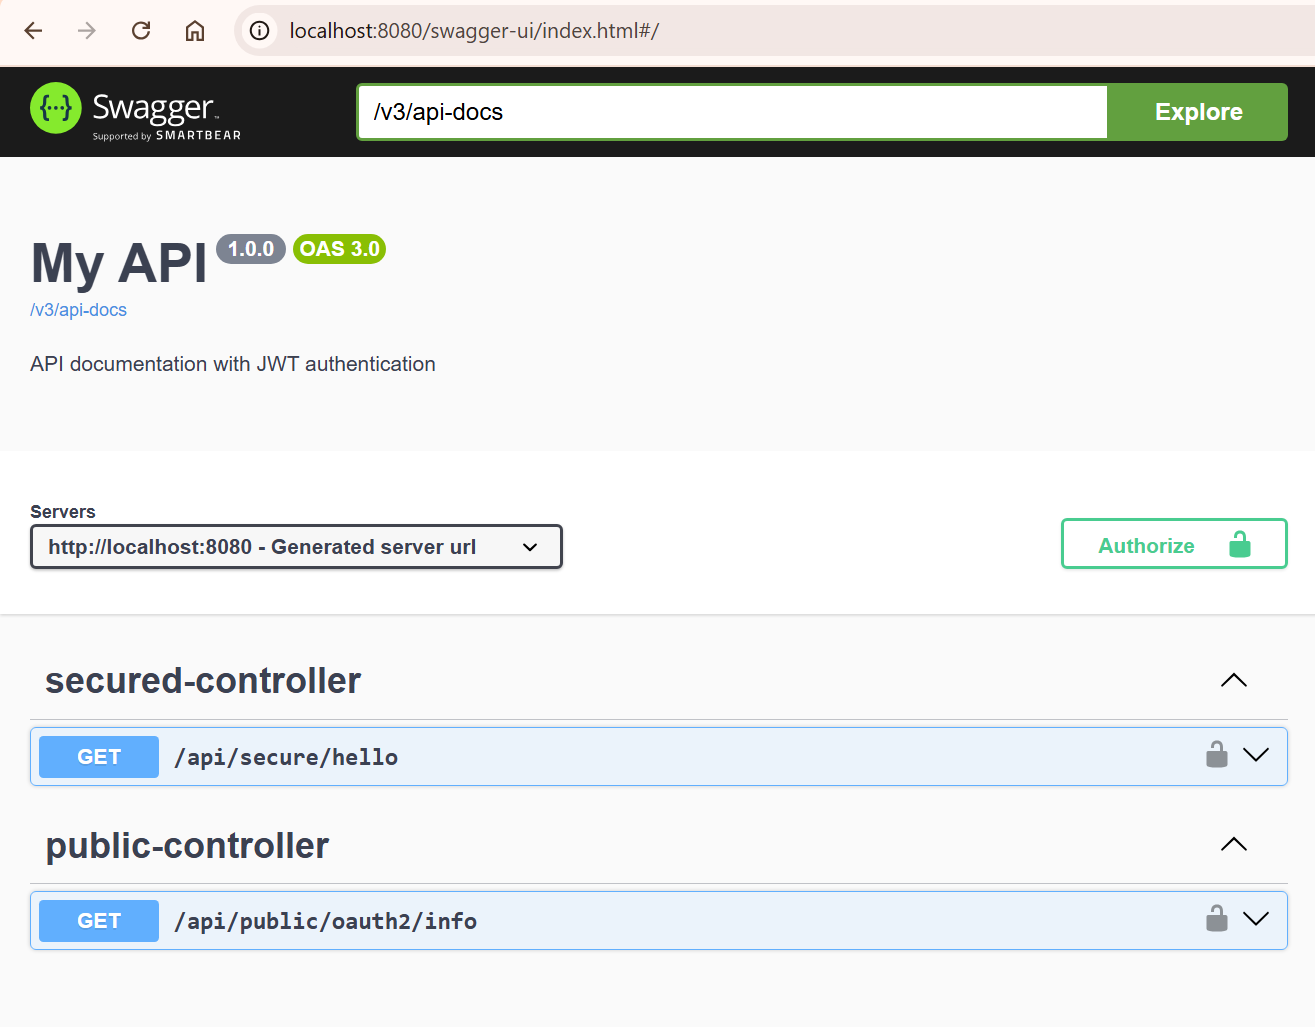 localhost:8080/swagger-ui/index.html#/
{···} Swagger™
Supported by SMARTBEAR
/v3/api-docs
Explore
My API 1.0.0 OAS 3.0
/v3/api-docs
API documentation with JWT authentication
Servers
http://localhost:8080 - Generated server url
Authorize
secured-controller
GET /api/secure/hello
public-controller
GET /api/public/oauth2/info